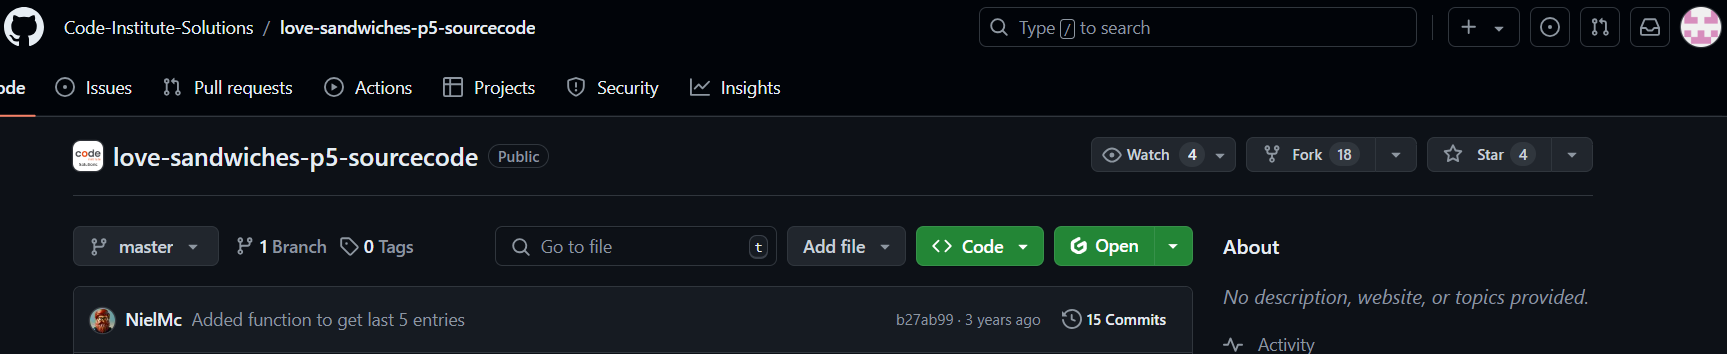 Code-Institute-Solutions / love-sandwiches-p5-sourcecode Type / to search
ode Issues Pull requests Actions Projects Security Insights
code love-sandwiches-p5-sourcecode Public Watch 4 Fork 18 Star 4
master 1 Branch 0 Tags Go to file t Add file Code Open About
No description, website, or topics provided.
NielMc Added function to get last 5 entries b27ab99 · 3 years ago 15 Commits
Activity